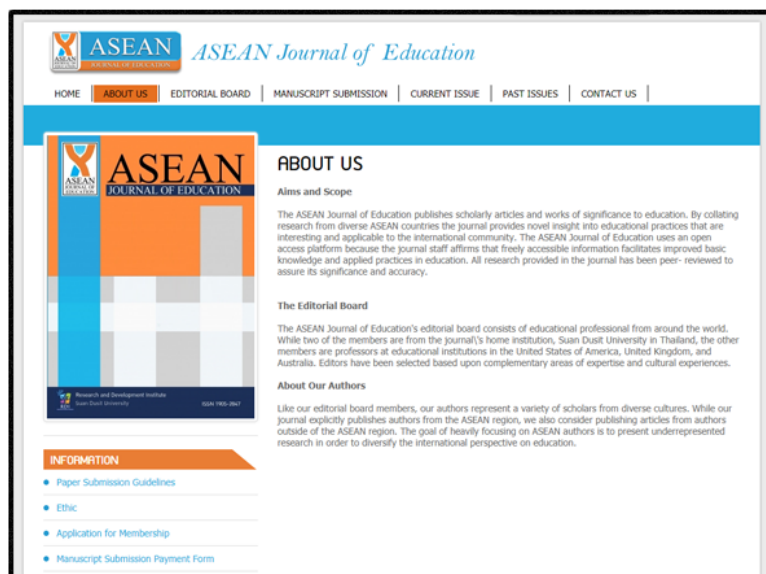 ASEAN
JOURNAL OF EDUCATION
ASEAN
JOURNAL OF EDUCATION
ASEAN Journal of Education
HOME
ABOUT US
EDITORIAL BOARD
MANUSCRIPT SUBMISSION
CURRENT ISSUE
PAST ISSUES
CONTACT US
ASEAN
JOURNAL OF
EDUCATION
ASEAN
JOURNAL OF EDUCATION
Research and Development Institute
Suan Dusit University
ISSN 1905-3947
INFORMATION
Paper Submission Guidelines
Ethic
Application for Membership
Manuscript Submission Payment Form
ABOUT US
Aims and Scope
The ASEAN Journal of Education publishes scholarly articles and works of significance to education. By collating
research from diverse ASEAN countries the journal provides novel insight into educational practices that are
interesting and applicable to the international community. The ASEAN Journal of Education uses an open
access platform because the journal staff affirms that freely accessible information facilitates improved basic
knowledge and applied practices in education. All research provided in the journal has been peer- reviewed to
assure its significance and accuracy.
The Editorial Board
The ASEAN Journal of Education's editorial board consists of educational professional from around the world.
While two of the members are from the journal\'s home institution, Suan Dusit University in Thailand, the other
members are professors at educational institutions in the United States of America, United Kingdom, and
Australia. Editors have been selected based upon complementary areas of expertise and cultural experiences.
About Our Authors
Like our editorial board members, our authors represent a variety of scholars from diverse cultures. While our
journal explicitly publishes authors from the ASEAN region, we also consider publishing articles from authors
outside of the ASEAN region. The goal of heavily focusing on ASEAN authors is to present underrepresented
research in order to diversify the international perspective on education.